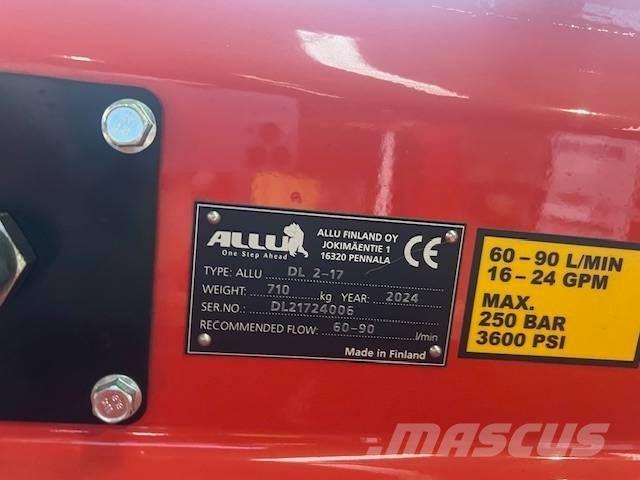 ALLU
One Step Ahead
ALLU FINLAND OY
JOKIMÄENTIE 1
16320 PENNALA
CE
TYPE: ALLU DL 2-17
WEIGHT: 710 kg YEAR: 2024
SER.NO: DL21724006
RECOMMENDED FLOW: 60-90 l/min
Made in Finland
60 – 90 L/MIN
16 – 24 GPM
MAX.
250 BAR
3600 PSI
MASCUS